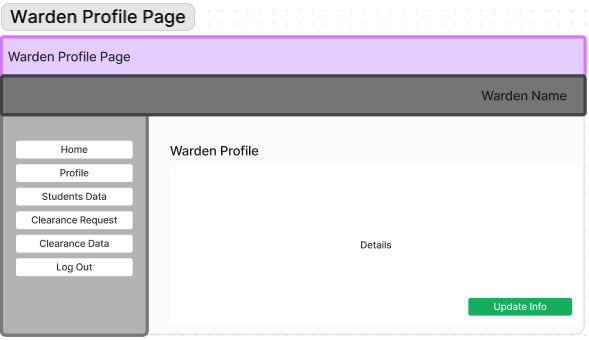 Warden Profile Page
Warden Profile Page
Warden Name
Home
Profile
Students Data
Clearance Request
Clearance Data
Log Out
Warden Profile
Details
Update Info